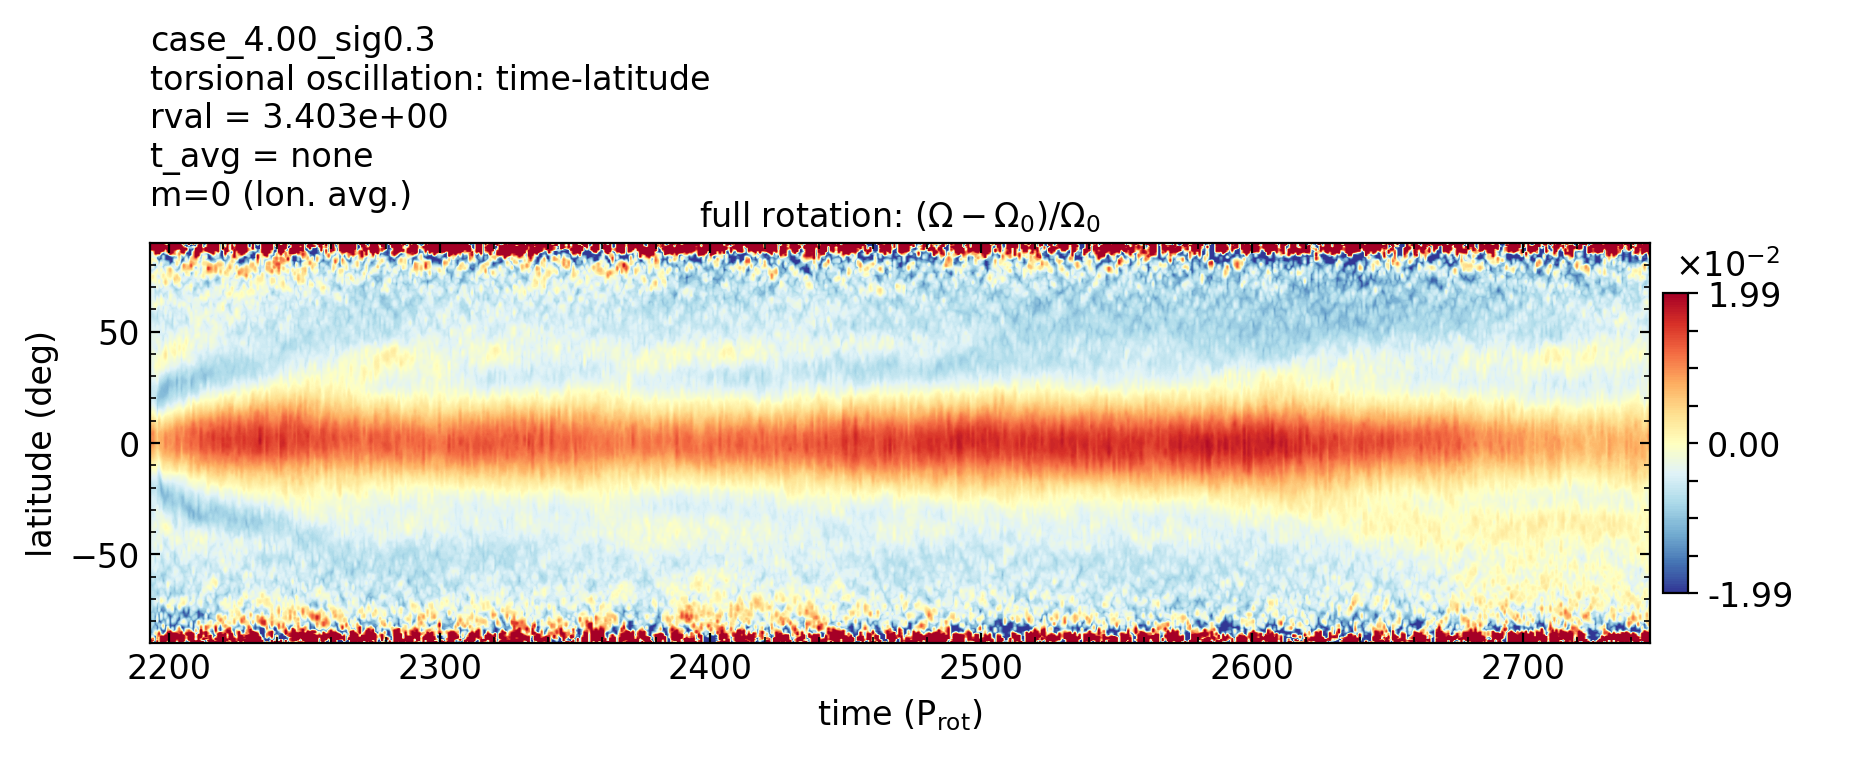 case_4.00_sig0.3
torsional oscillation: time-latitude
rval = 3.403e+00
t_avg = none
m=0 (lon. avg.)
full rotation: (Ω − Ω₀)/Ω₀
×10⁻²
1.99
0.00
-1.99
latitude (deg)
50
0
−50
2200 2300 2400 2500 2600 2700
time (P_rot)